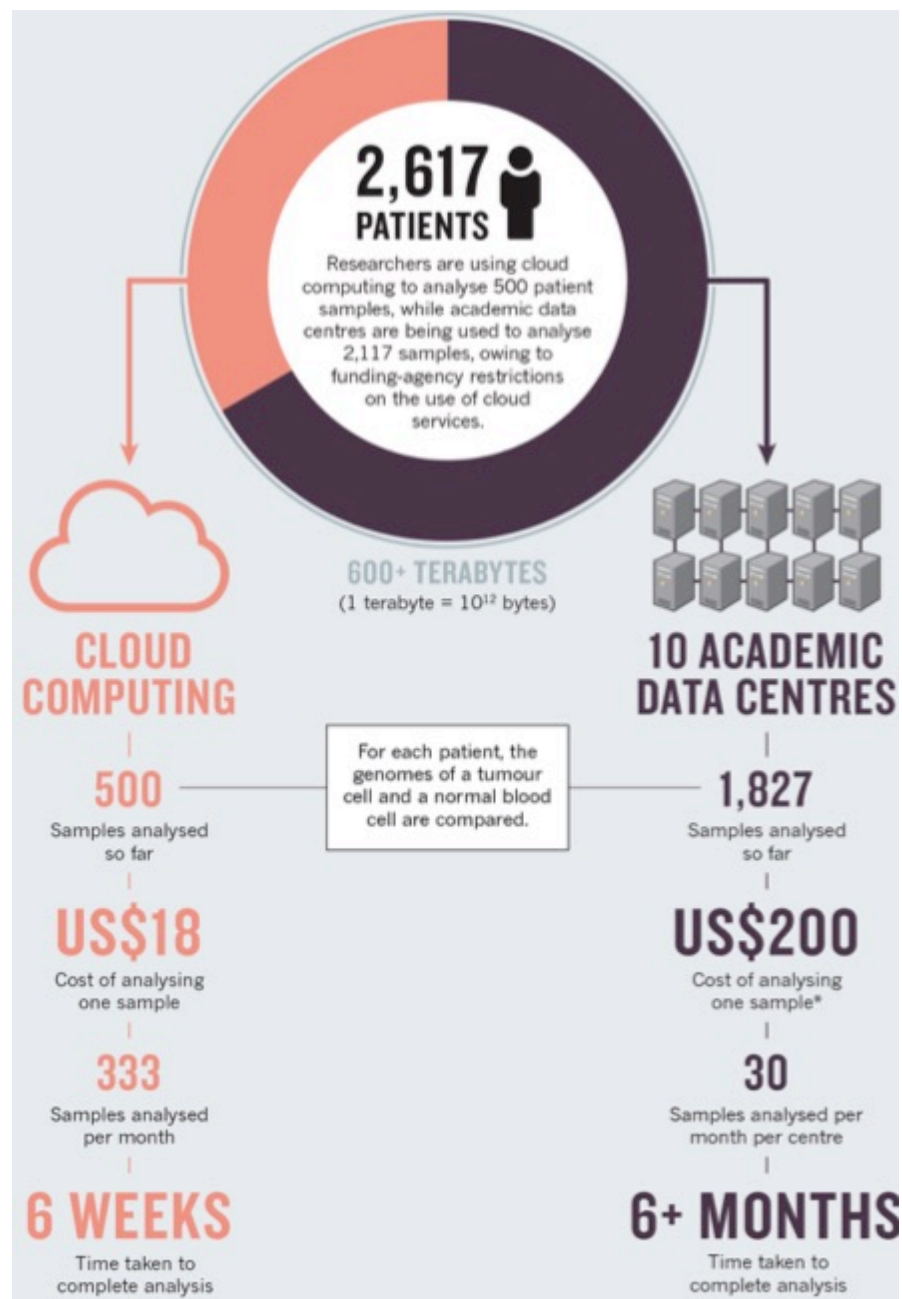 2,617
PATIENTS
Researchers are using cloud
computing to analyse 500 patient
samples, while academic data
centres are being used to analyse
2,117 samples, owing to
funding-agency restrictions
on the use of cloud
services.
600+ TERABYTES
(1 terabyte = 10¹² bytes)
CLOUD
COMPUTING
500
Samples analysed
so far
US$18
Cost of analysing
one sample
333
Samples analysed
per month
6 WEEKS
Time taken to
complete analysis
For each patient, the
genomes of a tumour
cell and a normal blood
cell are compared.
10 ACADEMIC
DATA CENTRES
1,827
Samples analysed
so far
US$200
Cost of analysing
one sample*
30
Samples analysed per
month per centre
6+ MONTHS
Time taken to
complete analysis